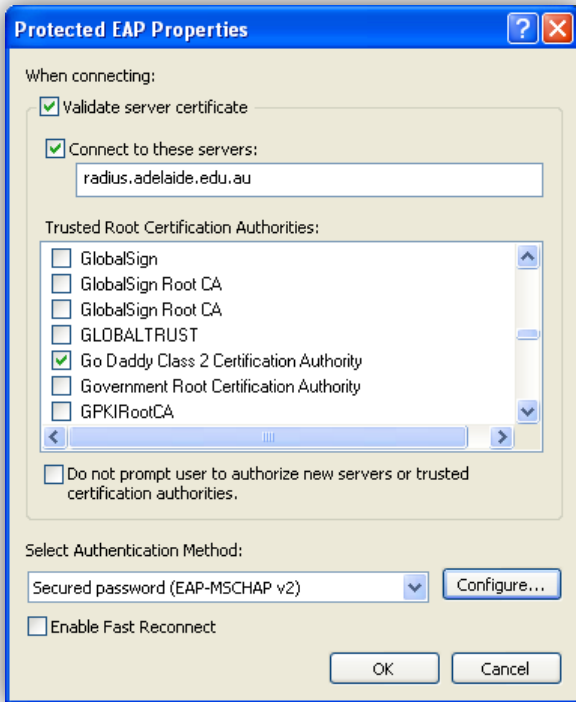 Protected EAP Properties
When connecting:
Validate server certificate
Connect to these servers:
radius.adelaide.edu.au
Trusted Root Certification Authorities:
GlobalSign
GlobalSign Root CA
GlobalSign Root CA
GLOBALTRUST
Go Daddy Class 2 Certification Authority
Government Root Certification Authority
GPKIRootCA
Do not prompt user to authorize new servers or trusted
certification authorities.
Select Authentication Method:
Secured password (EAP-MSCHAP v2)
Configure...
Enable Fast Reconnect
OK
Cancel